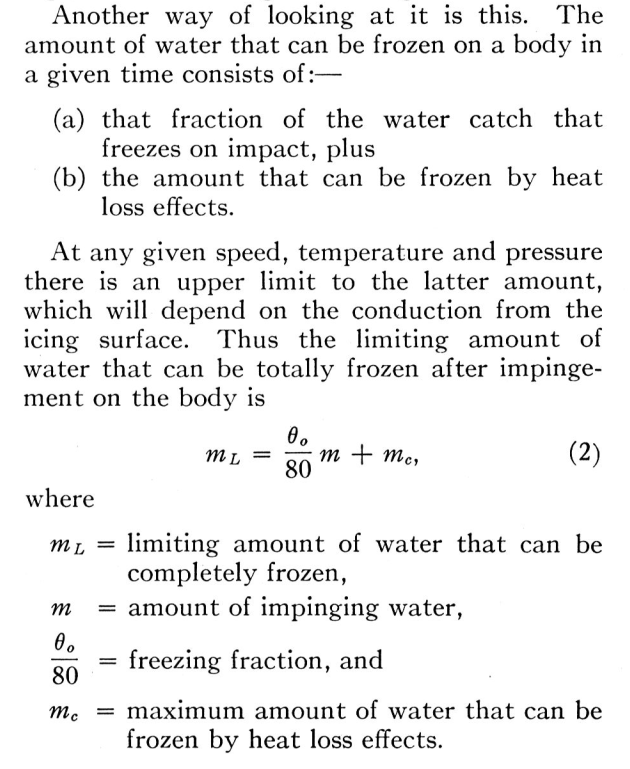 Another way of looking at it is this. The
amount of water that can be frozen on a body in
a given time consists of:—
(a) that fraction of the water catch that
freezes on impact, plus
(b) the amount that can be frozen by heat
loss effects.
At any given speed, temperature and pressure
there is an upper limit to the latter amount,
which will depend on the conduction from the
icing surface. Thus the limiting amount of
water that can be totally frozen after impinge-
ment on the body is
m_L = θ_o/80 m + m_c, (2)
where
m_L = limiting amount of water that can be
completely frozen,
m = amount of impinging water,
θ_o/80 = freezing fraction, and
m_c = maximum amount of water that can be
frozen by heat loss effects.